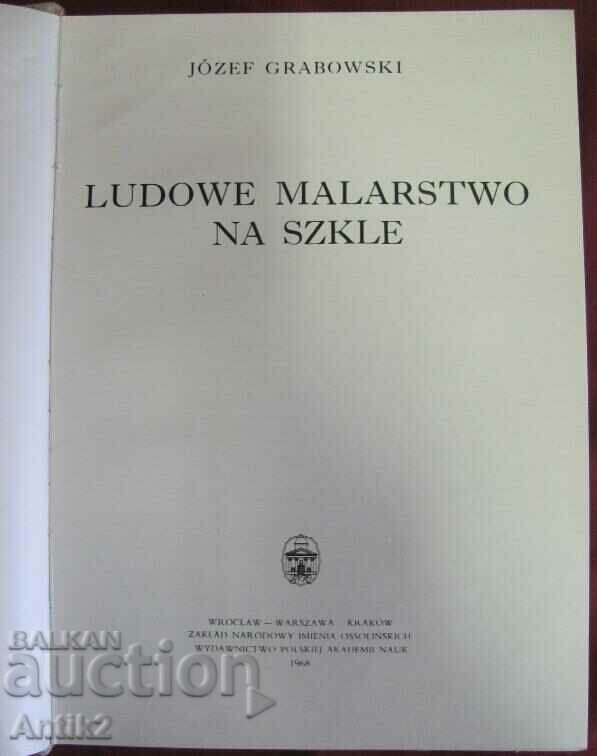 JÓZEF GRABOWSKI
LUDOWE MALARSTWO
NA SZKLE
WROCŁAW — WARSZAWA KRAKÓW
ZAKŁAD NARODOWY IMIENIA OSSOLIŃSKICH
WYDAWNICTWO POLSKIEJ AKADEMII NAUK
1968
BALKAN
auction
Antik2